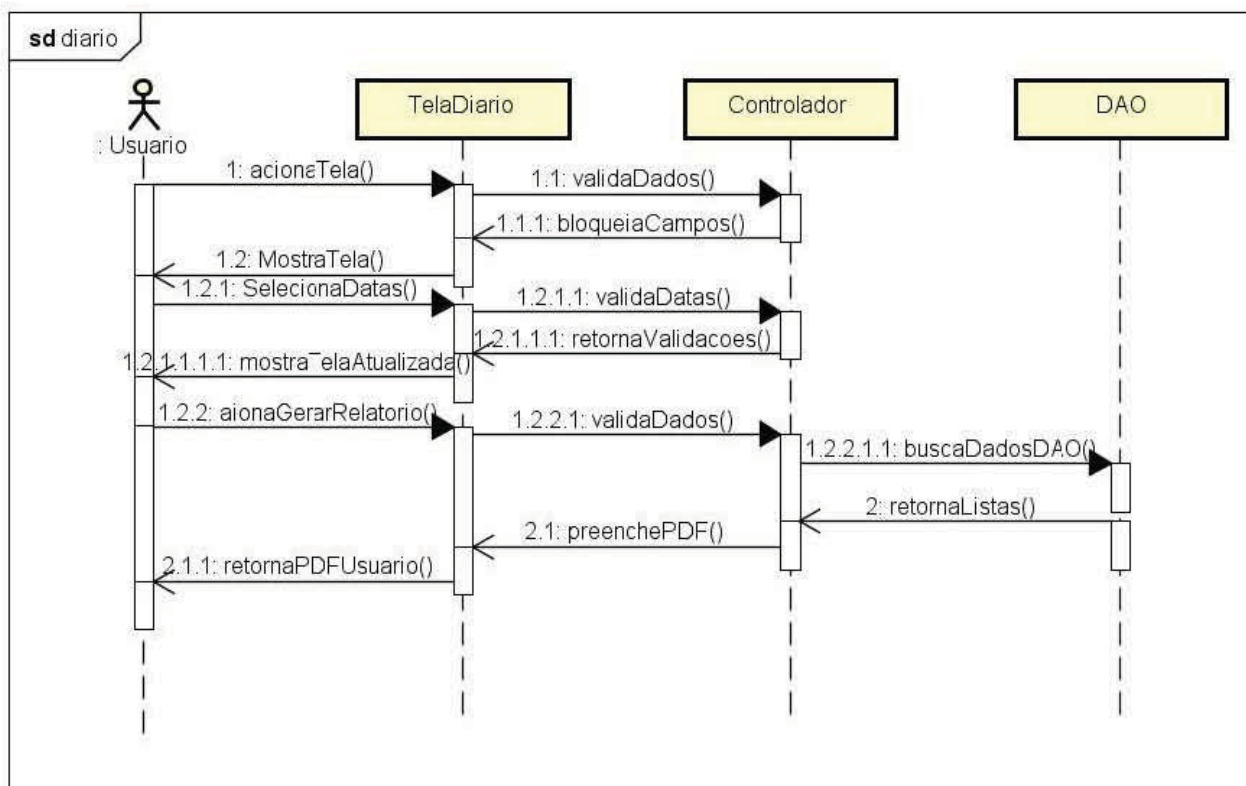 sd diario
: Usuario
TelaDiario
Controlador
DAO
1: acionaTela()
1.1: validaDados()
1.1.1: bloqueiaCampos()
1.2: MostraTela()
1.2.1: SelecionaDatas()
1.2.1.1: validaDatas()
1.2.1.1.1: retornaValidacoes()
1.2.1.1.1.1: mostraTelaAtualizada()
1.2.2: aionaGerarRelatorio()
1.2.2.1: validaDados()
1.2.2.1.1: buscaDadosDAO()
2: retornaListas()
2.1: preenchePDF()
2.1.1: retornaPDFUsuario()